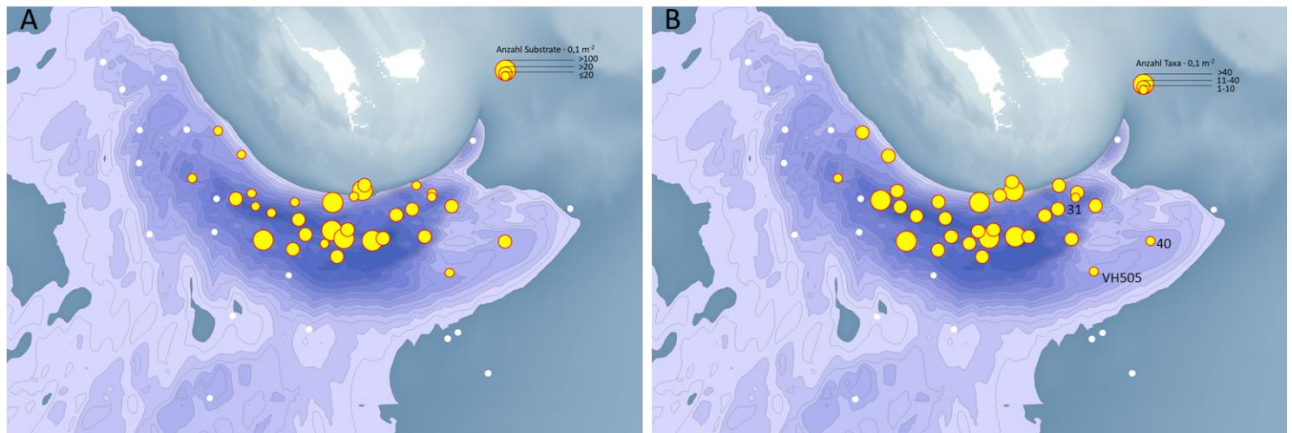 A
Anzahl Substrate · 0,1 m⁻²
>100
>20
≤20
B
Anzahl Taxa · 0,1 m⁻²
>40
11-40
1-10
31
40
VH505